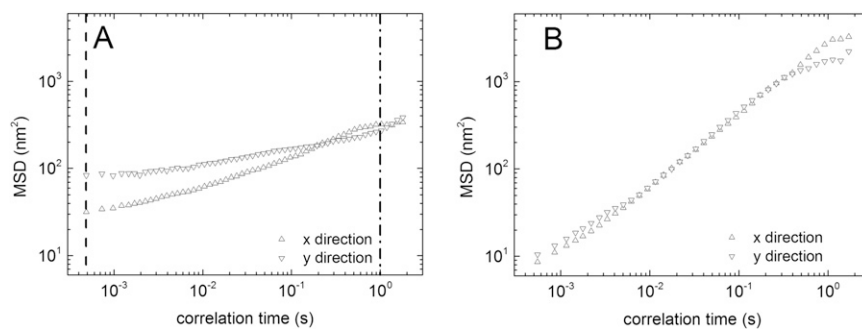 A
MSD (nm²)
10³
10²
10¹
10⁻³ 10⁻² 10⁻¹ 10⁰
correlation time (s)
△ x direction
▽ y direction
B
MSD (nm²)
10³
10²
10¹
10⁻³ 10⁻² 10⁻¹ 10⁰
correlation time (s)
△ x direction
▽ y direction